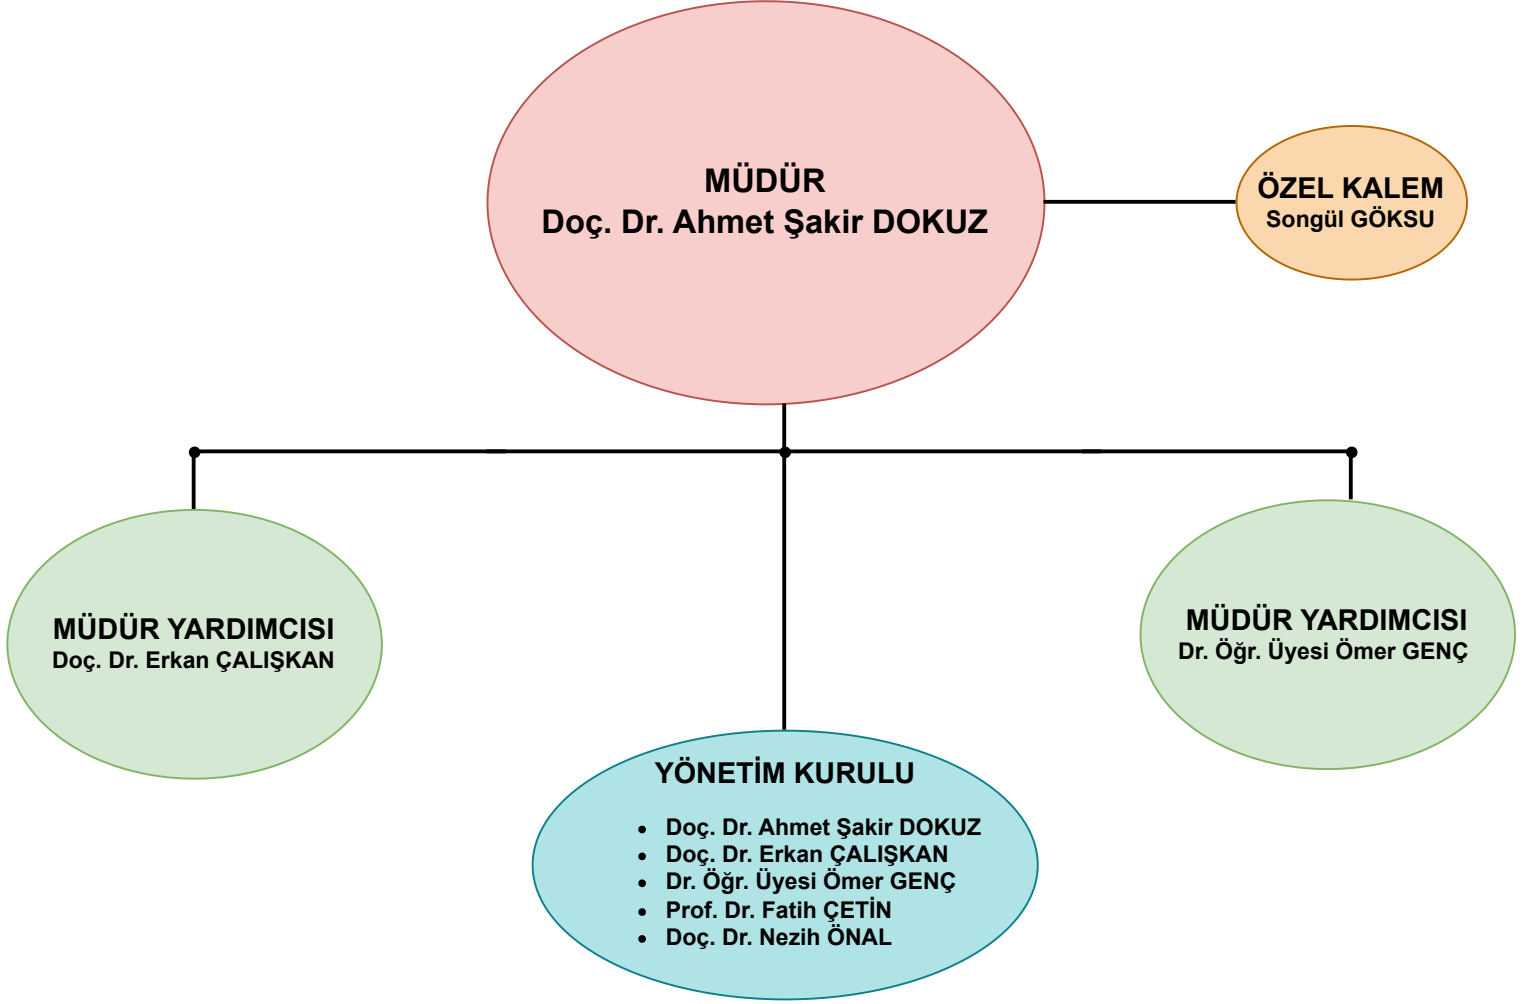 MÜDÜR
Doç. Dr. Ahmet Şakir DOKUZ
ÖZEL KALEM
Songül GÖKSU
MÜDÜR YARDIMCISI
Doç. Dr. Erkan ÇALIŞKAN
MÜDÜR YARDIMCISI
Dr. Öğr. Üyesi Ömer GENÇ
YÖNETİM KURULU
• Doç. Dr. Ahmet Şakir DOKUZ
• Doç. Dr. Erkan ÇALIŞKAN
• Dr. Öğr. Üyesi Ömer GENÇ
• Prof. Dr. Fatih ÇETİN
• Doç. Dr. Nezih ÖNAL